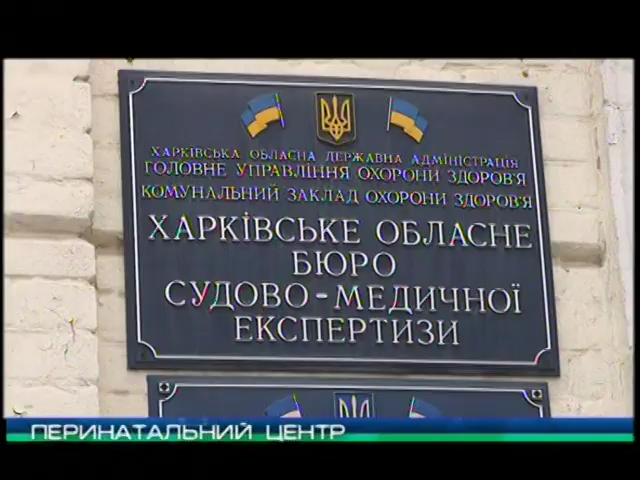 ХАРКІВСЬКА ОБЛАСНА ДЕРЖАВНА АДМІНІСТРАЦІЯ
ГОЛОВНЕ УПРАВЛІННЯ ОХОРОНИ ЗДОРОВ'Я
КОМУНАЛЬНИЙ ЗАКЛАД ОХОРОНИ ЗДОРОВ'Я
ХАРКІВСЬКЕ ОБЛАСНЕ
БЮРО
СУДОВО-МЕДИЧНОЇ
ЕКСПЕРТИЗИ
ПЕРИНАТАЛЬНИЙ ЦЕНТР